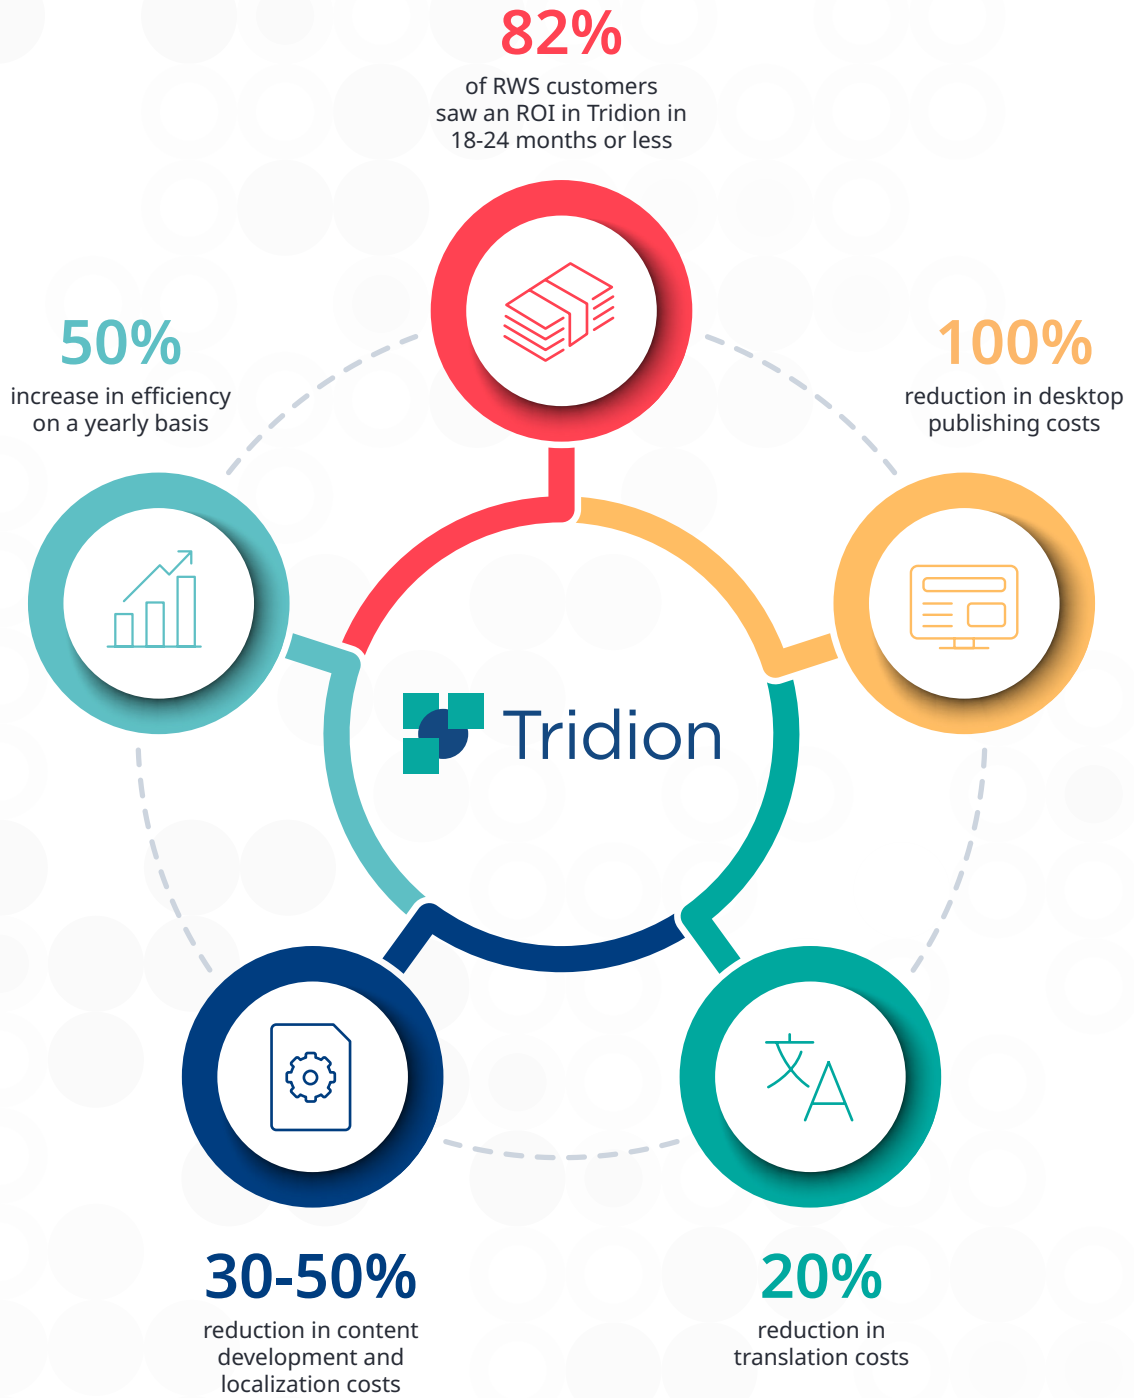 82%
of RWS customers
saw an ROI in Tridion in
18-24 months or less
50%
increase in efficiency
on a yearly basis
100%
reduction in desktop
publishing costs
Tridion
文A
30-50%
reduction in content
development and
localization costs
20%
reduction in
translation costs